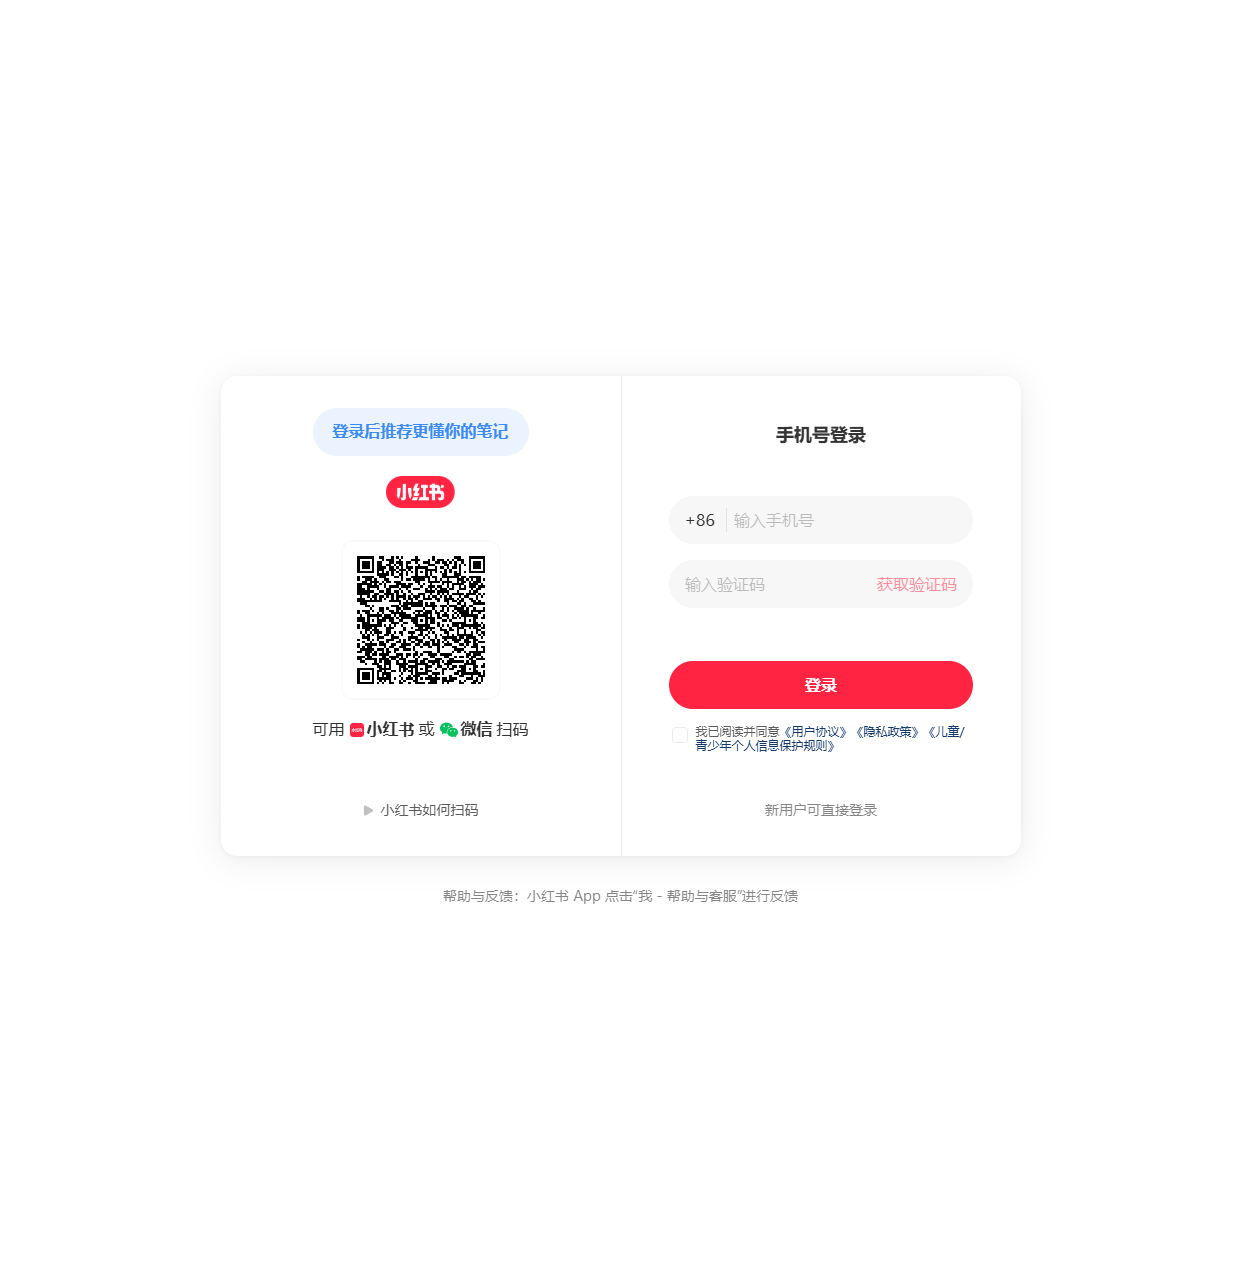 登录后推荐更懂你的笔记
小红书
可用 小红书 或 微信 扫码
小红书如何扫码
手机号登录
+86 输入手机号
输入验证码 获取验证码
登录
我已阅读并同意《用户协议》《隐私政策》《儿童/
青少年个人信息保护规则》
新用户可直接登录
帮助与反馈：小红书 App 点击“我 - 帮助与客服”进行反馈